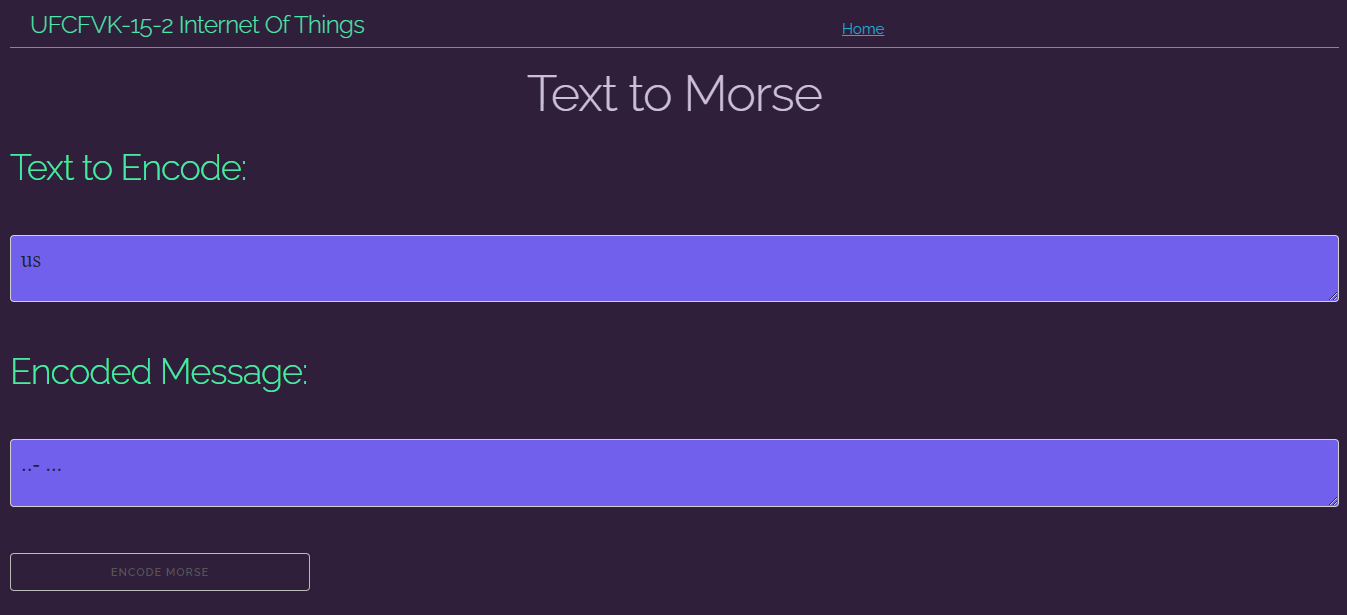 UFCFVK-15-2 Internet Of Things
Home
Text to Morse
Text to Encode:
us
Encoded Message:
..- ...
ENCODE MORSE